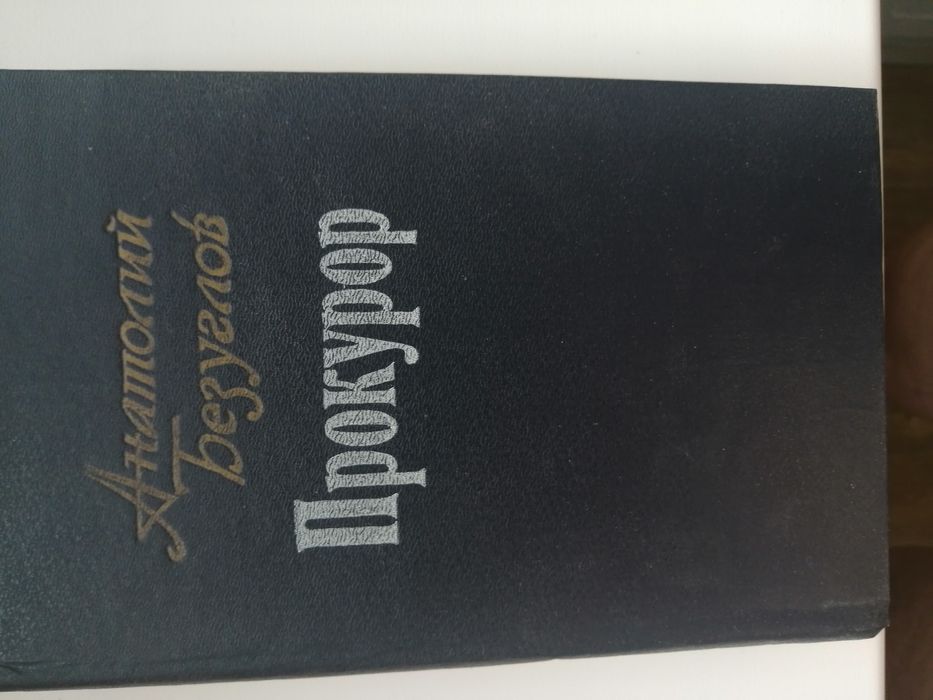 Анатолий
Безуглов
Прокурор